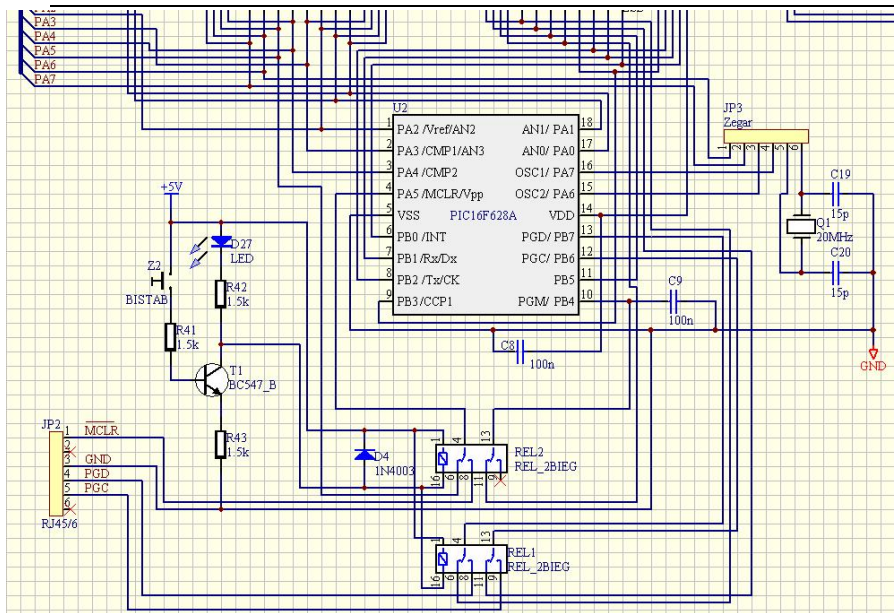 PA3
PA4
PA5
PA6
PA7
U2
1 PA2 /Vref/AN2 AN1/ PA1 18
2 PA3 /CMP1/AN3 AN0/ PA0 17
3 PA4 /CMP2 OSC1/ PA7 16
4 PA5 /MCLR/Vpp OSC2/ PA6 15
5 VSS PIC16F628A VDD 14
6 PB0 /INT PGD/ PB7 13
7 PB1 /Rx/Dx PGC/ PB6 12
8 PB2 /Tx/CK PB5 11
9 PB3 /CCP1 PGM/ PB4 10
JP3
Zegar
1 2 3 4 5 6
C19
15p
Q1
20MHz
C20
15p
GND
C9
100n
C8
100n
+5V
D27
LED
Z2
BISTAB
R42
1.5k
R41
1.5k
T1
BC547_B
R43
1.5k
JP2
1 MCLR
2
3 GND
4 PGD
5 PGC
6
RJ45/6
D4
1N4003
1 4 13
REL2
REL_2BIEG
16 6 8 11 9
1 4 13
REL1
REL_2BIEG
16 6 8 11 9